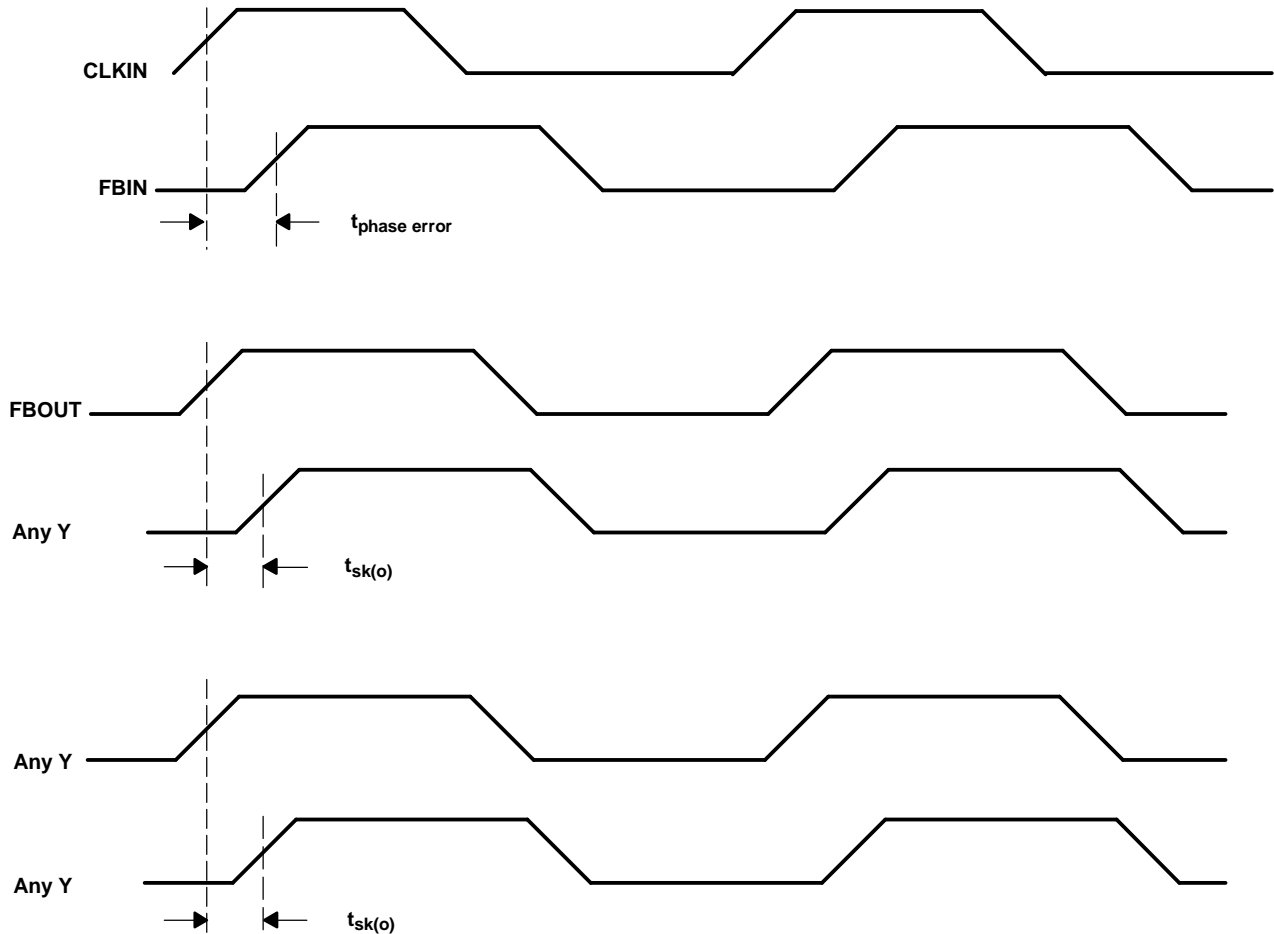 CLKIN
FBIN
tphase error
FBOUT
Any Y
tsk(o)
Any Y
Any Y
tsk(o)